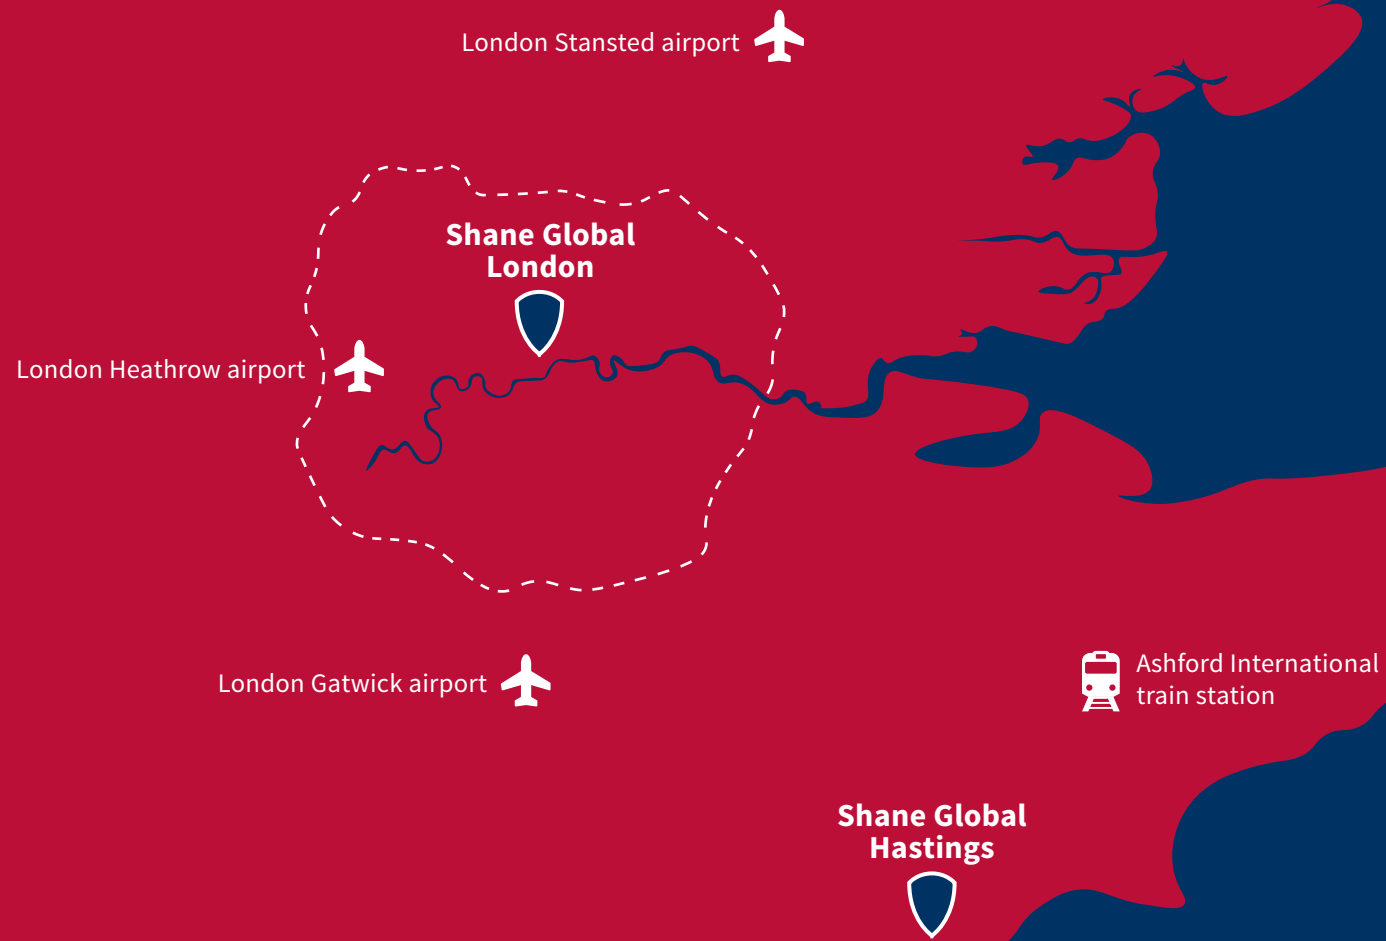 London Stansted airport
Shane Global
London
London Heathrow airport
London Gatwick airport
Ashford International
train station
Shane Global
Hastings